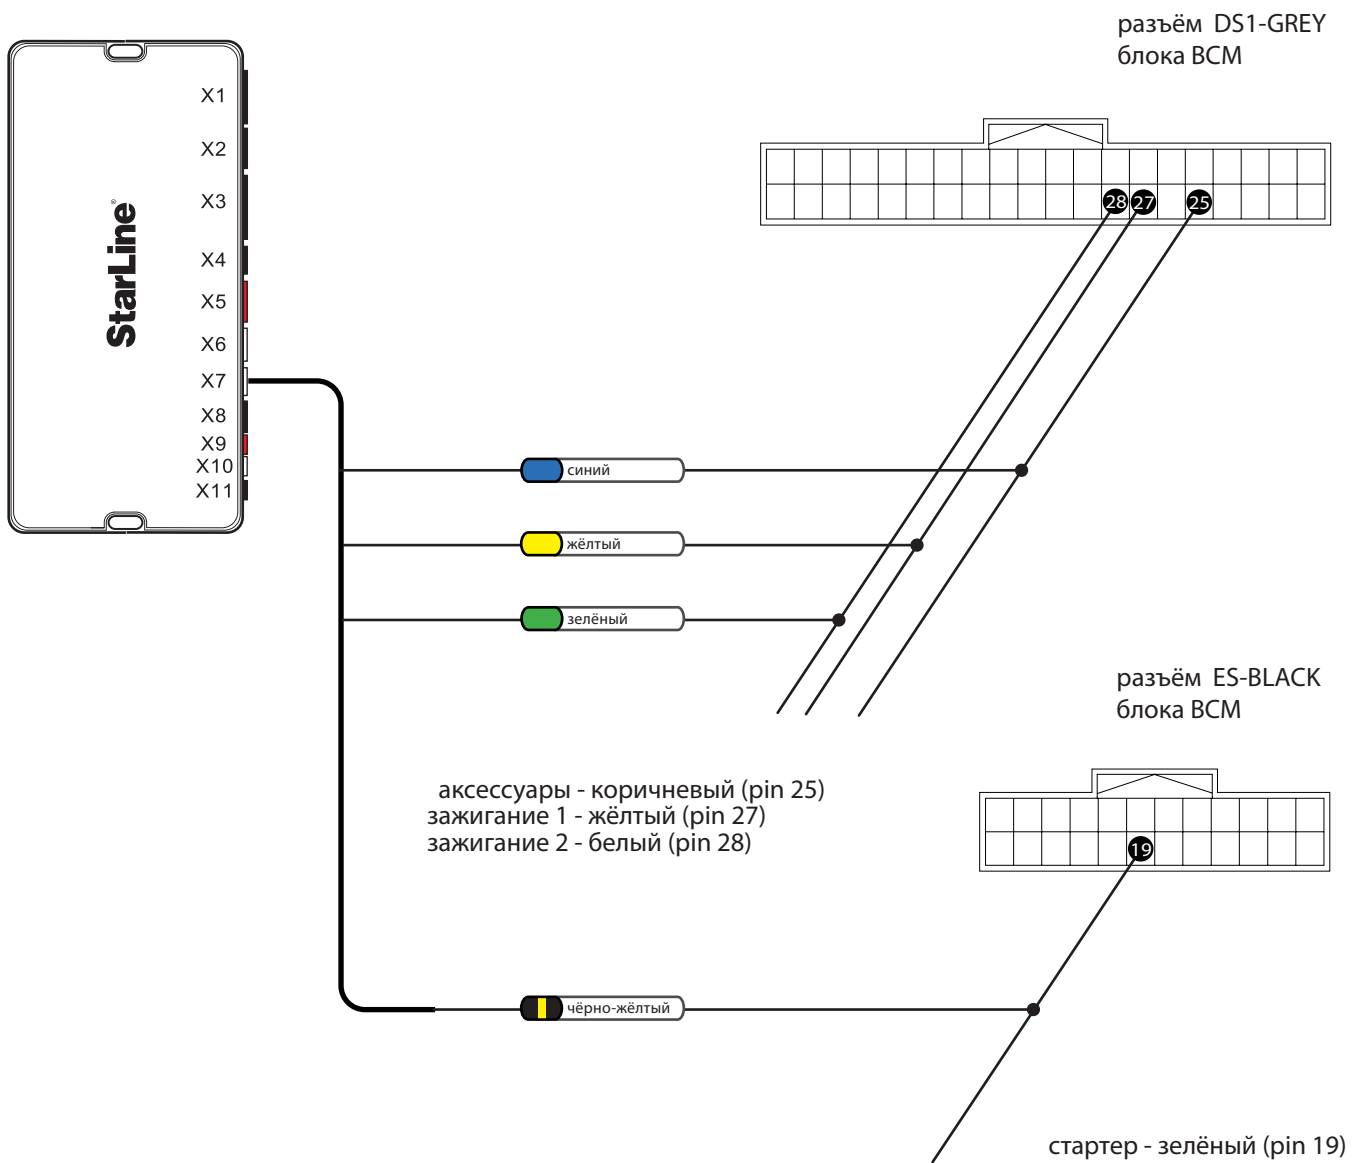 разъём DS1-GREY
блока BCM
X1
X2
X3
X4
X5
X6
X7
X8
X9
X10
X11
StarLine®
28 27 25
синий
жёлтый
зелёный
разъём ES-BLACK
блока BCM
аксессуары - коричневый (pin 25)
зажигание 1 - жёлтый (pin 27)
зажигание 2 - белый (pin 28)
19
чёрно-жёлтый
стартер - зелёный (pin 19)